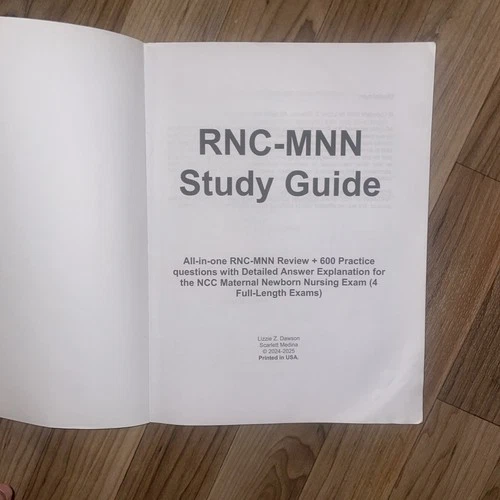 RNC-MNN
Study Guide
All-in-one RNC-MNN Review + 600 Practice
questions with Detailed Answer Explanation for
the NCC Maternal Newborn Nursing Exam (4
Full-Length Exams)
Lizzie Z. Dawson
Scarlett Medina
© 2024-2025
Printed in USA.